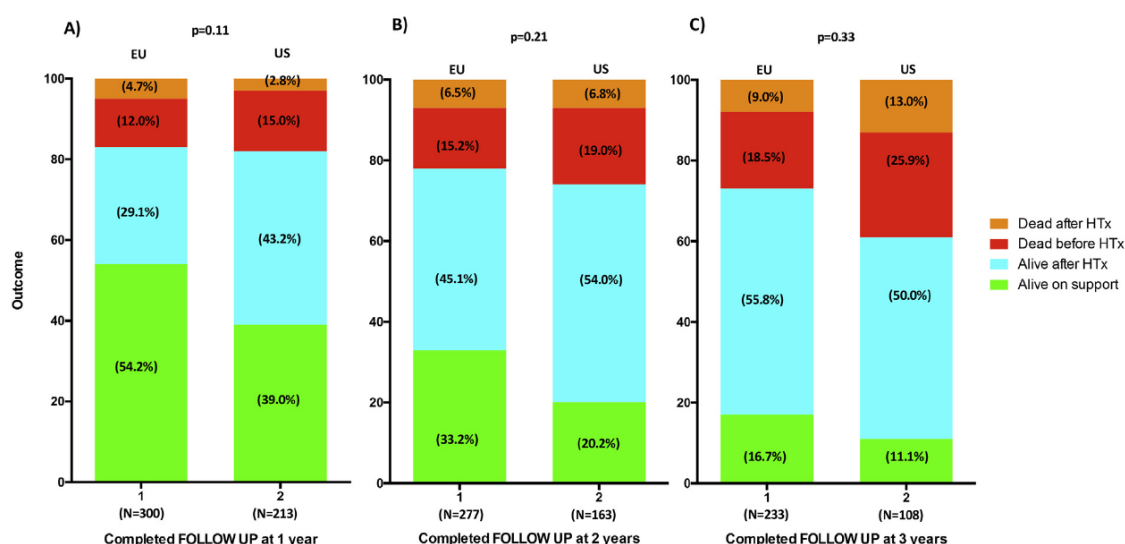 A)
p=0.11
EU US
100
80
60
40
20
0
Outcome
(4.7%) (2.8%)
(12.0%) (15.0%)
(29.1%) (43.2%)
(54.2%) (39.0%)
1 2
(N=300) (N=213)
Completed FOLLOW UP at 1 year
B)
p=0.21
EU US
100
80
60
40
20
0
(6.5%) (6.8%)
(15.2%) (19.0%)
(45.1%) (54.0%)
(33.2%) (20.2%)
1 2
(N=277) (N=163)
Completed FOLLOW UP at 2 years
C)
p=0.33
EU US
100
80
60
40
20
0
(9.0%) (13.0%)
(18.5%) (25.9%)
(55.8%) (50.0%)
(16.7%) (11.1%)
1 2
(N=233) (N=108)
Completed FOLLOW UP at 3 years
Dead after HTx
Dead before HTx
Alive after HTx
Alive on support